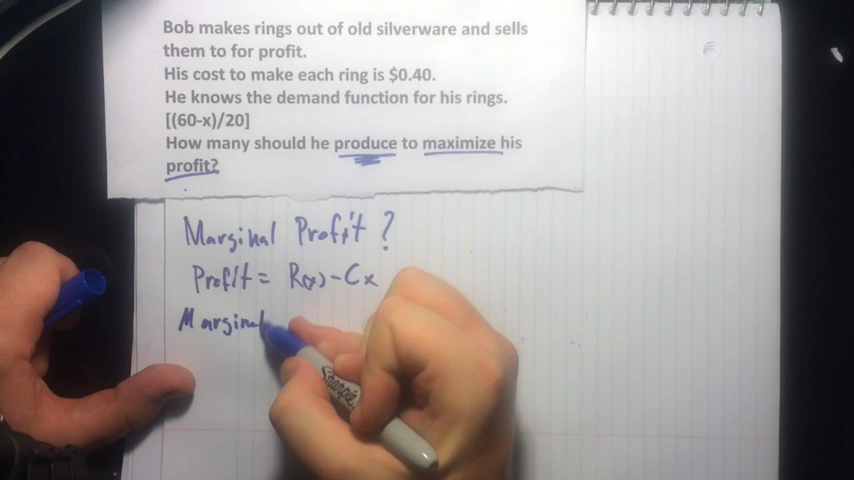 Bob makes rings out of old silverware and sells
them to for profit.
His cost to make each ring is $0.40.
He knows the demand function for his rings.
[(60-x)/20]
How many should he produce to maximize his
profit?
Marginal Profit ?
Profit = R(x) - Cx
Marginal
Sharpie